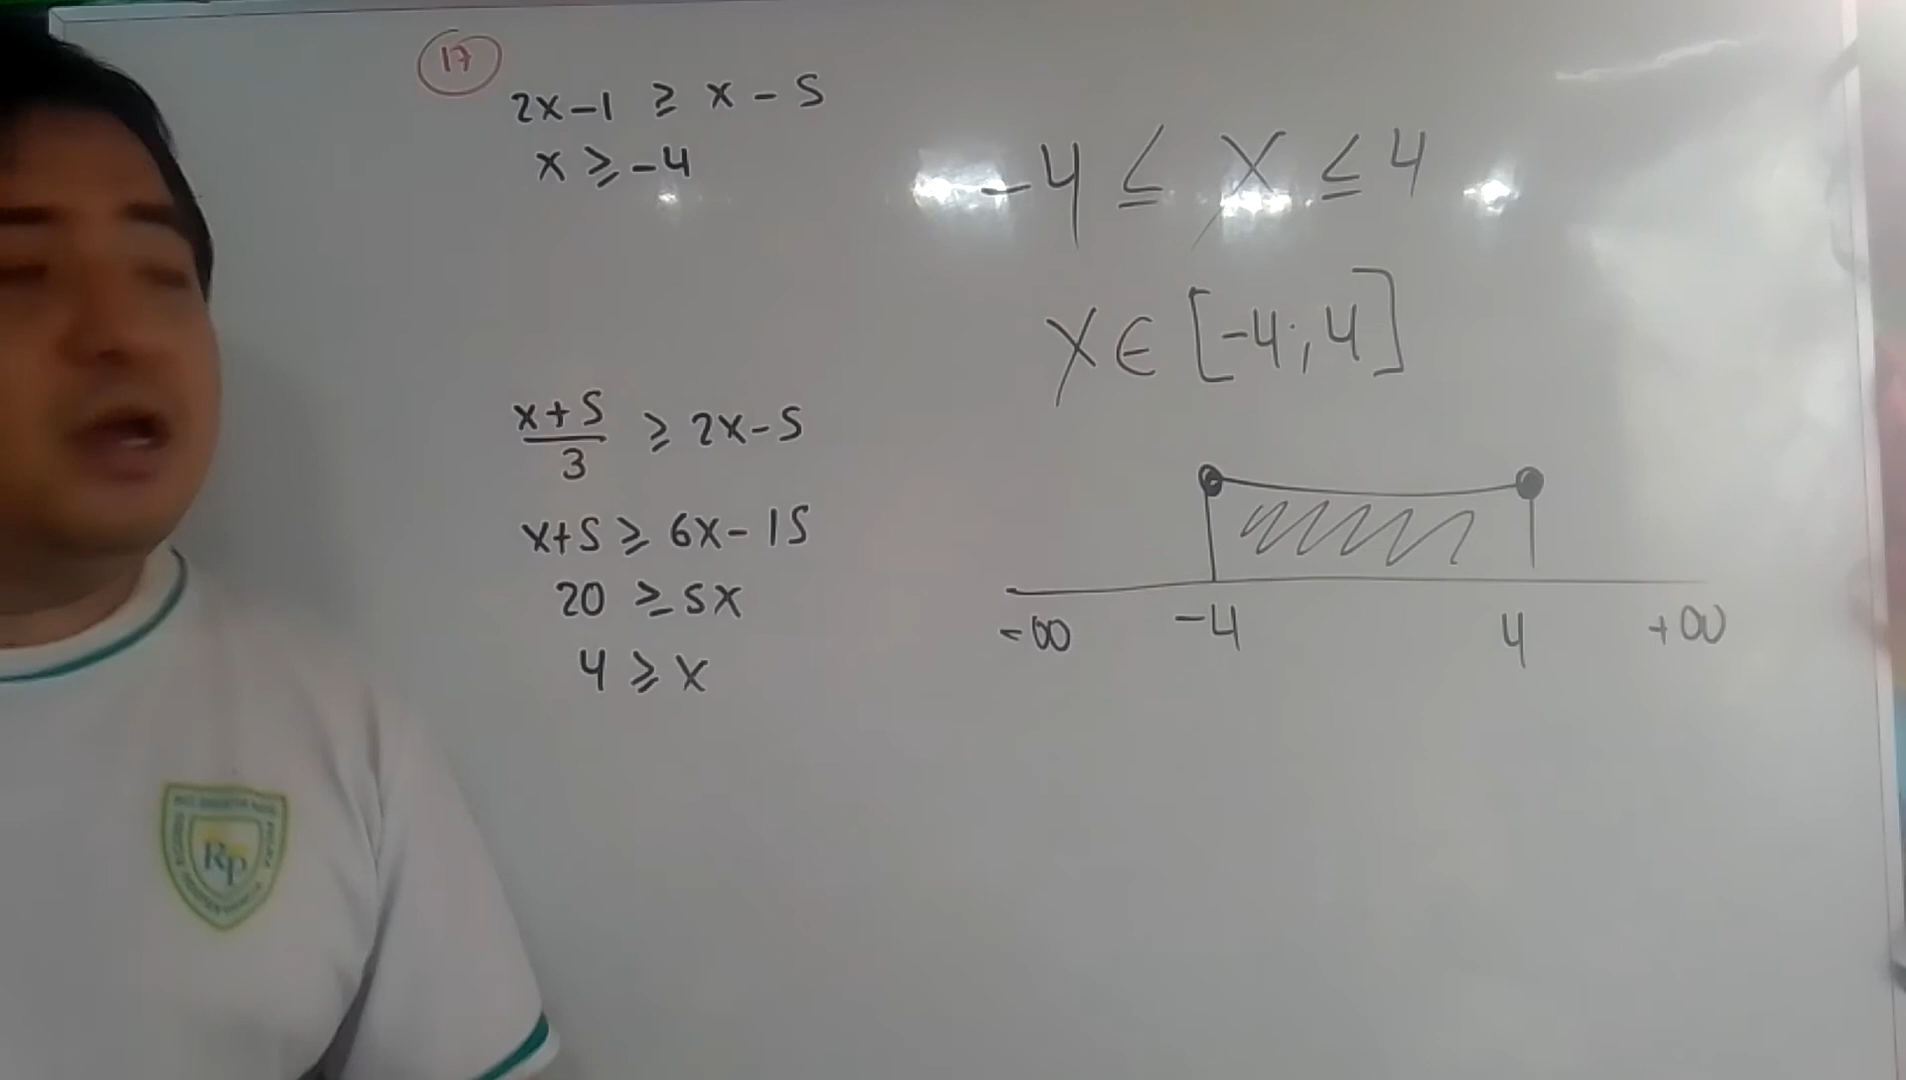 17
2x-1 ≥ x - 5
x ≥ -4
x+5
3
≥ 2x-5
x+5 ≥ 6x-15
20 ≥ 5x
4 ≥ x
-4 ≤ x ≤ 4
x ∈ [-4; 4]
-∞ -4 4 +∞
Rp